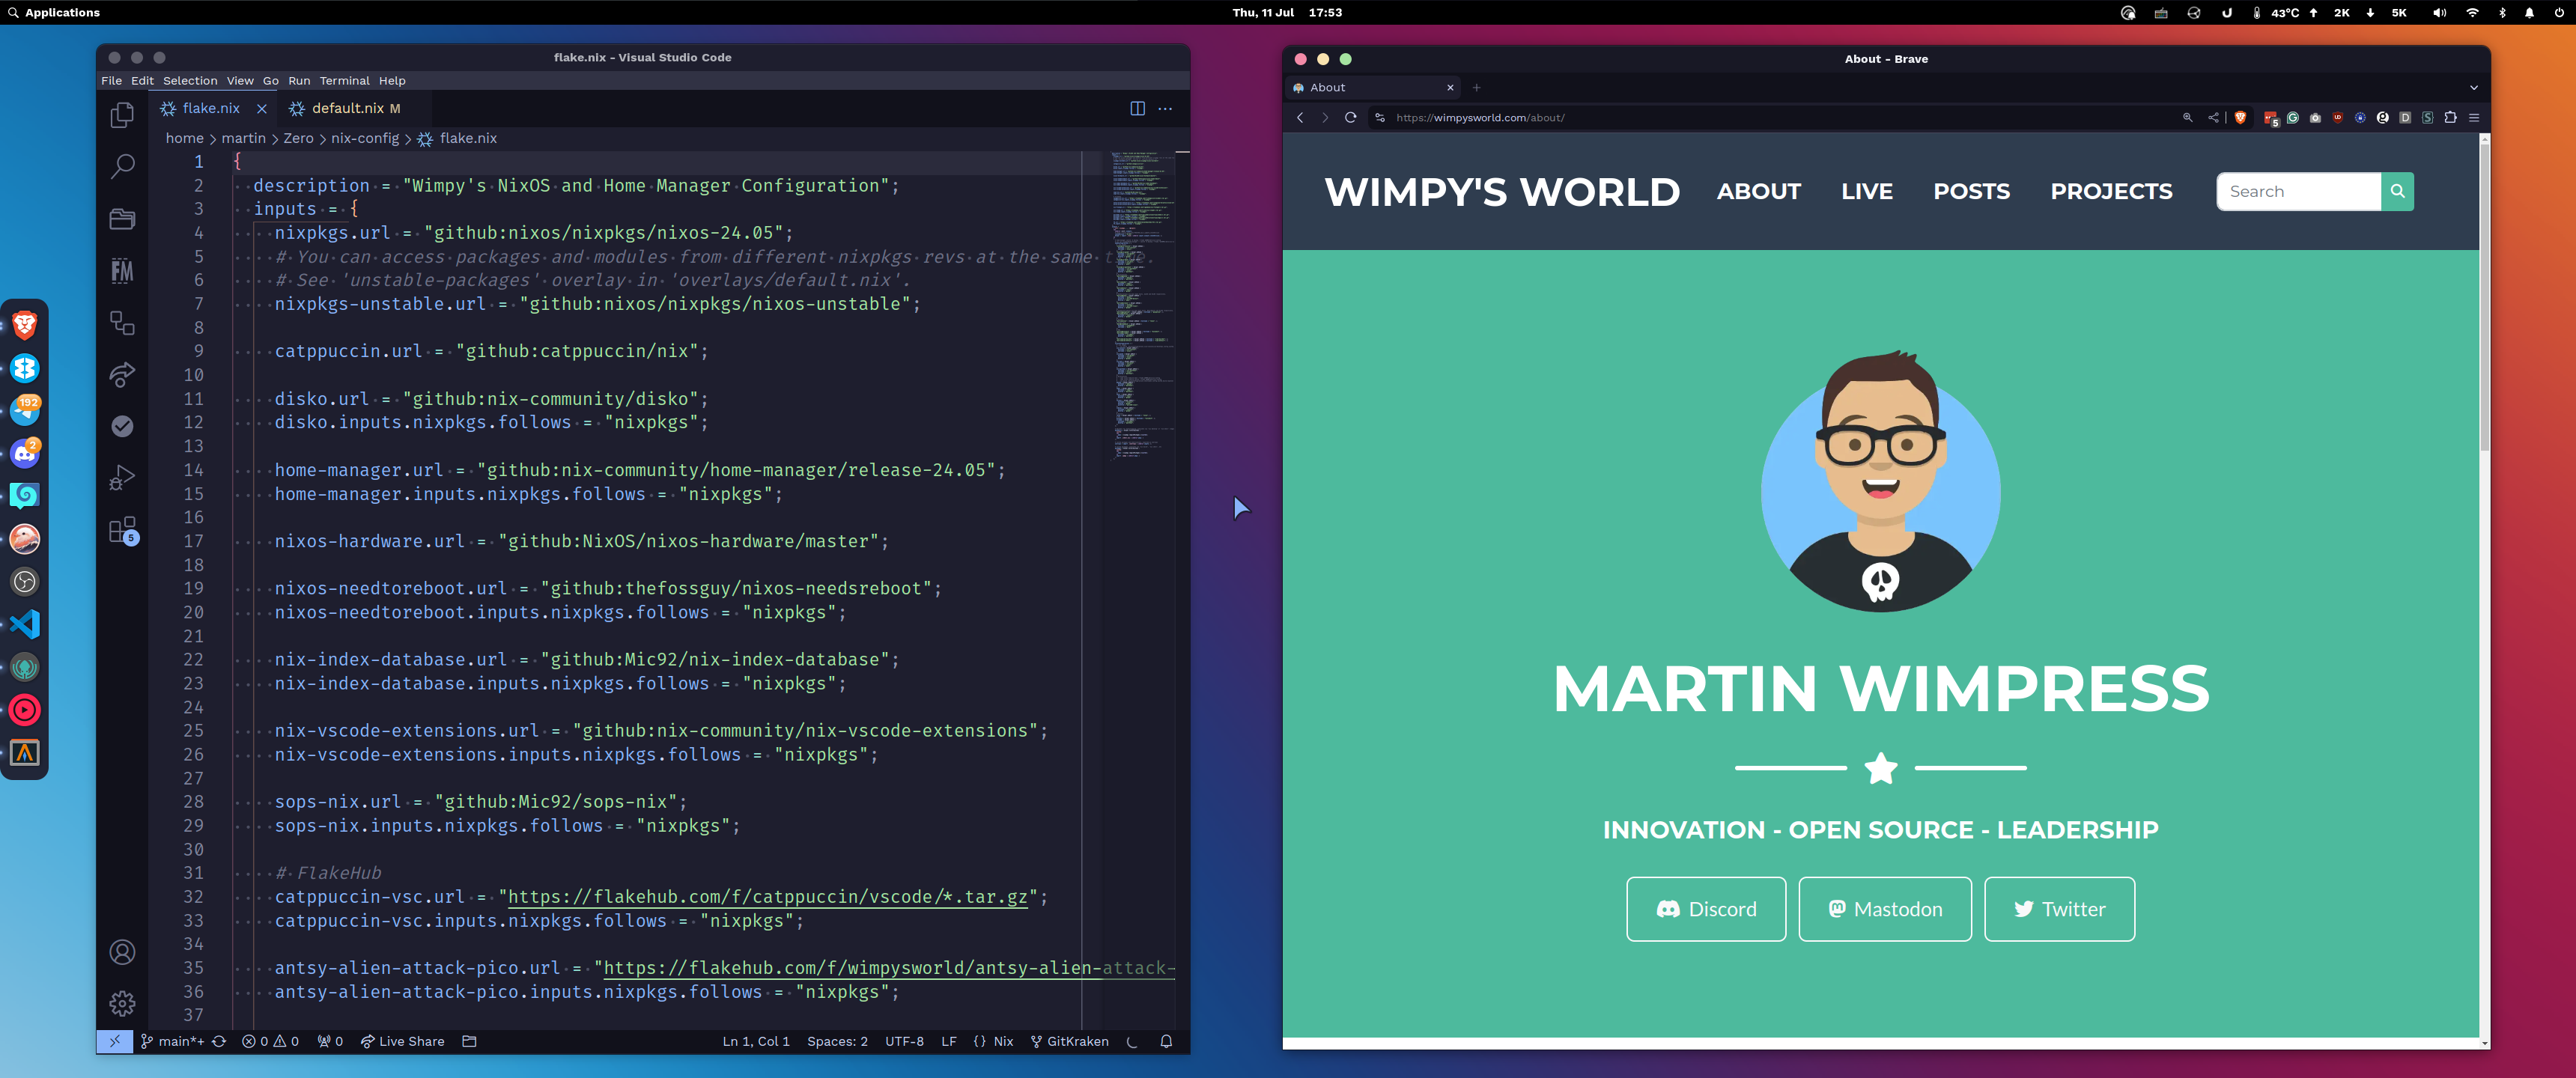 Applications
Thu, 11 Jul 17:53
43°C 2K 5K
flake.nix - Visual Studio Code
File Edit Selection View Go Run Terminal Help
flake.nix
default.nix M
home > martin > Zero > nix-config > flake.nix
1 {
2 description = "Wimpy's NixOS and Home Manager Configuration";
3 inputs = {
4 nixpkgs.url = "github:nixos/nixpkgs/nixos-24.05";
5 # You can access packages and modules from different nixpkgs revs at the same time.
6 # See 'unstable-packages' overlay in 'overlays/default.nix'.
7 nixpkgs-unstable.url = "github:nixos/nixpkgs/nixos-unstable";
8
9 catppuccin.url = "github:catppuccin/nix";
10
11 disko.url = "github:nix-community/disko";
12 disko.inputs.nixpkgs.follows = "nixpkgs";
13
14 home-manager.url = "github:nix-community/home-manager/release-24.05";
15 home-manager.inputs.nixpkgs.follows = "nixpkgs";
16
17 nixos-hardware.url = "github:NixOS/nixos-hardware/master";
18
19 nixos-needtoreboot.url = "github:thefossguy/nixos-needsreboot";
20 nixos-needtoreboot.inputs.nixpkgs.follows = "nixpkgs";
21
22 nix-index-database.url = "github:Mic92/nix-index-database";
23 nix-index-database.inputs.nixpkgs.follows = "nixpkgs";
24
25 nix-vscode-extensions.url = "github:nix-community/nix-vscode-extensions";
26 nix-vscode-extensions.inputs.nixpkgs.follows = "nixpkgs";
27
28 sops-nix.url = "github:Mic92/sops-nix";
29 sops-nix.inputs.nixpkgs.follows = "nixpkgs";
30
31 # FlakeHub
32 catppuccin-vsc.url = "https://flakehub.com/f/catppuccin/vscode/*.tar.gz";
33 catppuccin-vsc.inputs.nixpkgs.follows = "nixpkgs";
34
35 antsy-alien-attack-pico.url = "https://flakehub.com/f/wimpysworld/antsy-alien-attack-
36 antsy-alien-attack-pico.inputs.nixpkgs.follows = "nixpkgs";
37
main*+ 0 0 0 Live Share Ln 1, Col 1 Spaces: 2 UTF-8 LF {} Nix GitKraken
192
2
FM
5
About - Brave
About
https://wimpysworld.com/about/
5
WIMPY'S WORLD ABOUT LIVE POSTS PROJECTS Search
MARTIN WIMPRESS
INNOVATION - OPEN SOURCE - LEADERSHIP
Discord Mastodon Twitter